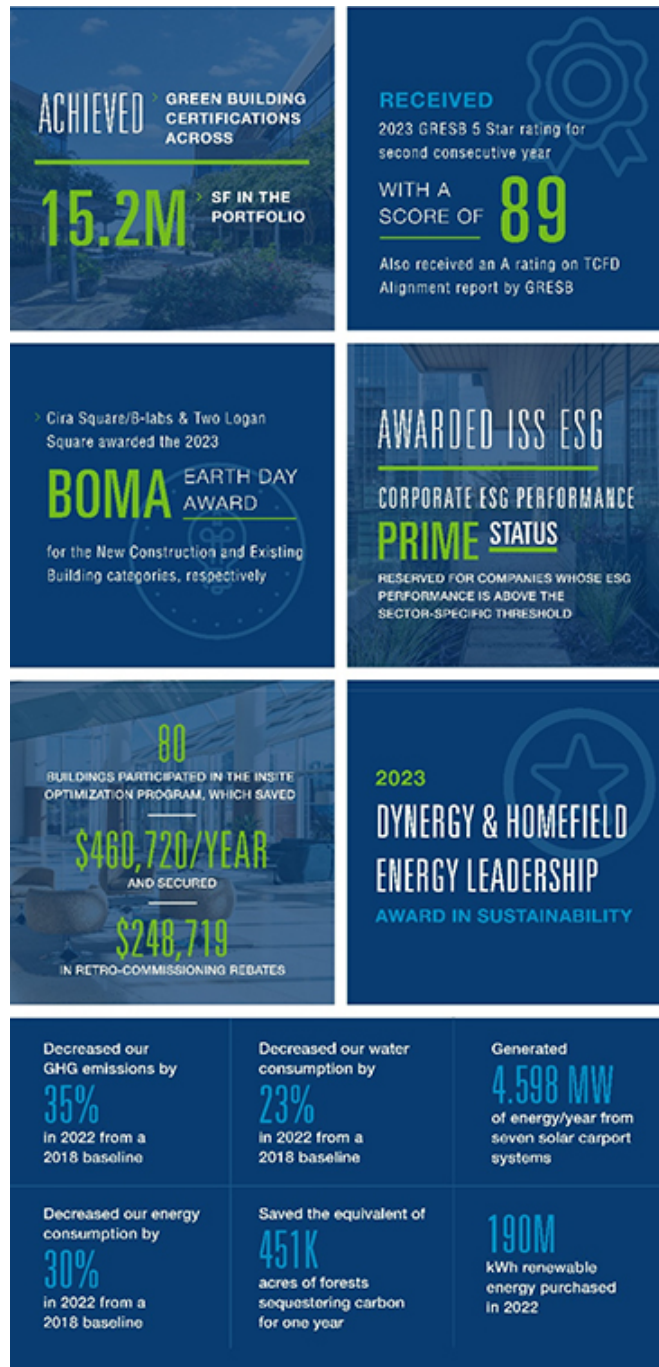 ACHIEVED › GREEN BUILDING
CERTIFICATIONS
ACROSS
15.2M › SF IN THE
PORTFOLIO
RECEIVED
2023 GRESB 5 Star rating for
second consecutive year
WITH A
SCORE OF 89
Also received an A rating on TCFD
Alignment report by GRESB
› Cira Square/B-labs & Two Logan
Square awarded the 2023
BOMA EARTH DAY
AWARD
for the New Construction and Existing
Building categories, respectively
AWARDED ISS ESG
CORPORATE ESG PERFORMANCE
PRIME STATUS
RESERVED FOR COMPANIES WHOSE ESG
PERFORMANCE IS ABOVE THE
SECTOR-SPECIFIC THRESHOLD
80
BUILDINGS PARTICIPATED IN THE INSITE
OPTIMIZATION PROGRAM, WHICH SAVED
$460,720/YEAR
AND SECURED
$248,719
IN RETRO-COMMISSIONING REBATES
2023
DYNERGY & HOMEFIELD
ENERGY LEADERSHIP
AWARD IN SUSTAINABILITY
Decreased our
GHG emissions by
35%
in 2022 from a
2018 baseline
Decreased our water
consumption by
23%
in 2022 from a
2018 baseline
Generated
4.598 MW
of energy/year from
seven solar carport
systems
Decreased our energy
consumption by
30%
in 2022 from a
2018 baseline
Saved the equivalent of
451K
acres of forests
sequestering carbon
for one year
190M
kWh renewable
energy purchased
in 2022